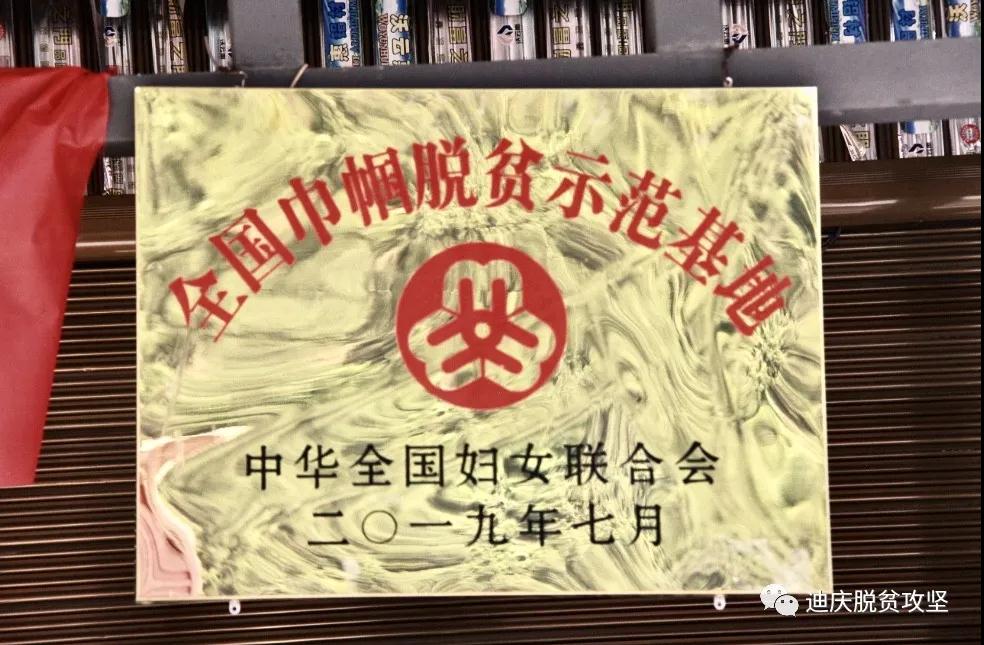 全国巾帼脱贫示范基地
中华全国妇女联合会
二〇一九年七月
迪庆脱贫攻坚